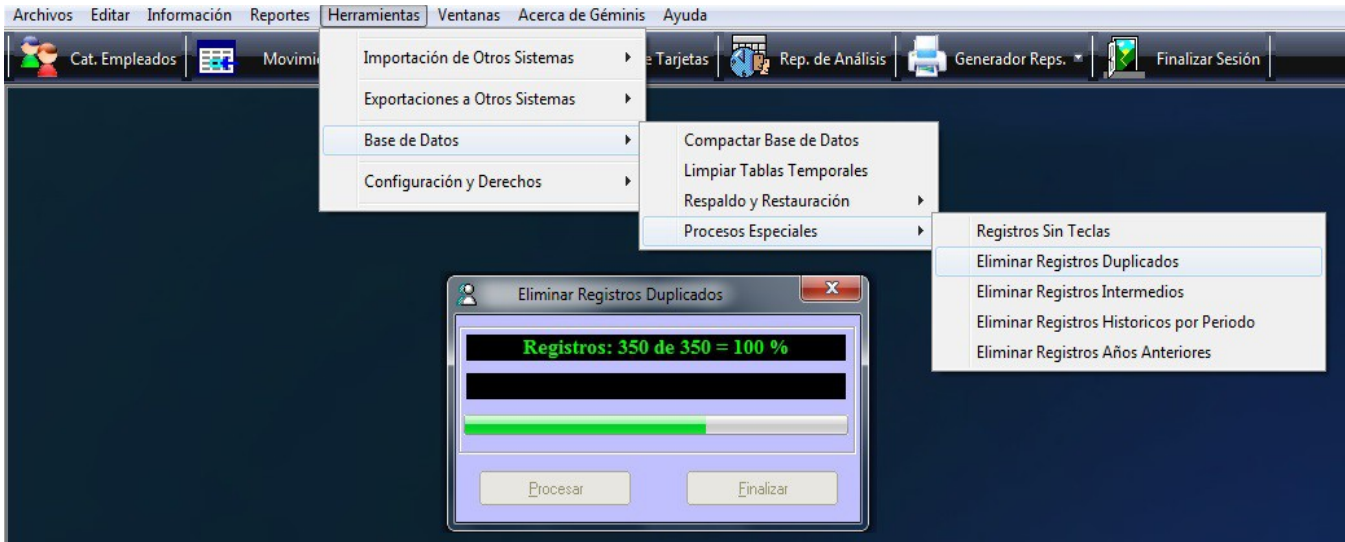 Archivos Editar Información Reportes Herramientas Ventanas Acerca de Géminis Ayuda
Cat. Empleados Movimi e Tarjetas Rep. de Análisis Generador Reps. Finalizar Sesión
Importación de Otros Sistemas
Exportaciones a Otros Sistemas
Base de Datos
Configuración y Derechos
Compactar Base de Datos
Limpiar Tablas Temporales
Respaldo y Restauración
Procesos Especiales
Registros Sin Teclas
Eliminar Registros Duplicados
Eliminar Registros Intermedios
Eliminar Registros Historicos por Periodo
Eliminar Registros Años Anteriores
Eliminar Registros Duplicados
Registros: 350 de 350 = 100 %
Procesar Finalizar